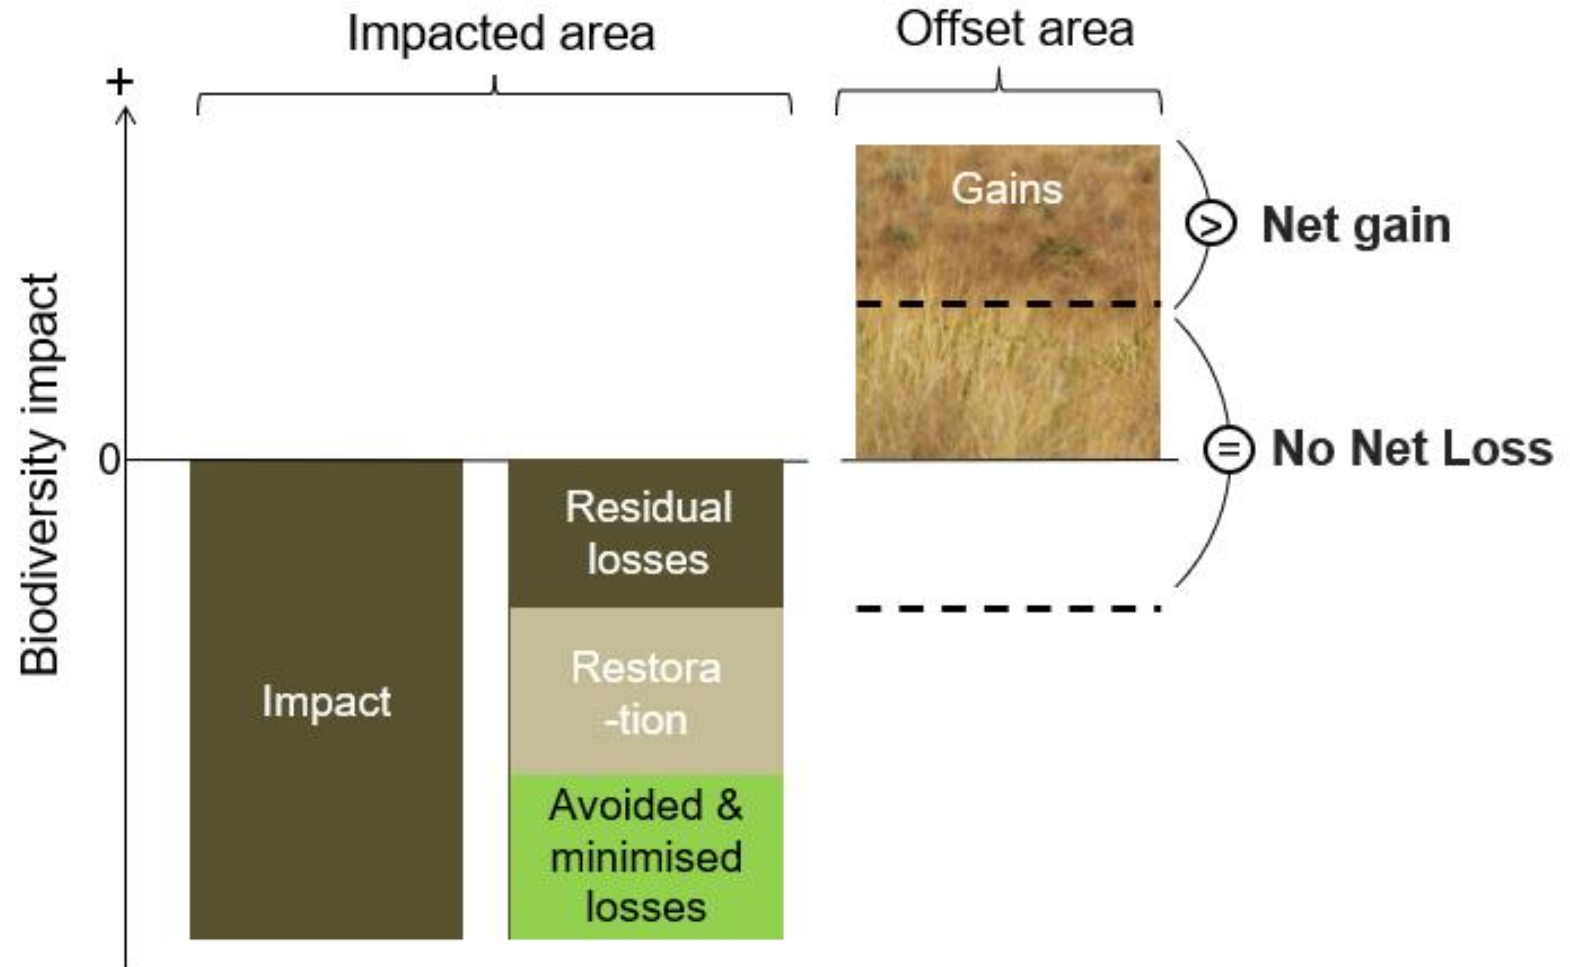 Impacted area
Offset area
+
Gains
>
Net gain
Biodiversity impact
0
=
No Net Loss
Residual
losses
Impact
Restora
-tion
Avoided &
minimised
losses